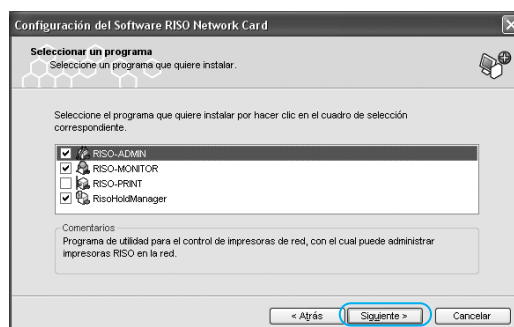 Configuración del Software RISO Network Card
Seleccionar un programa
Seleccione un programa que quiere instalar.
Seleccione el programa que quiere instalar por hacer clic en el cuadro de selección
correspondiente.
RISO-ADMIN
RISO-MONITOR
RISO-PRINT
RisoHoldManager
Comentarios
Programa de utilidad para el control de impresoras de red, con el cual puede administrar
impresoras RISO en la red.
< Atrás
Siguiente >
Cancelar